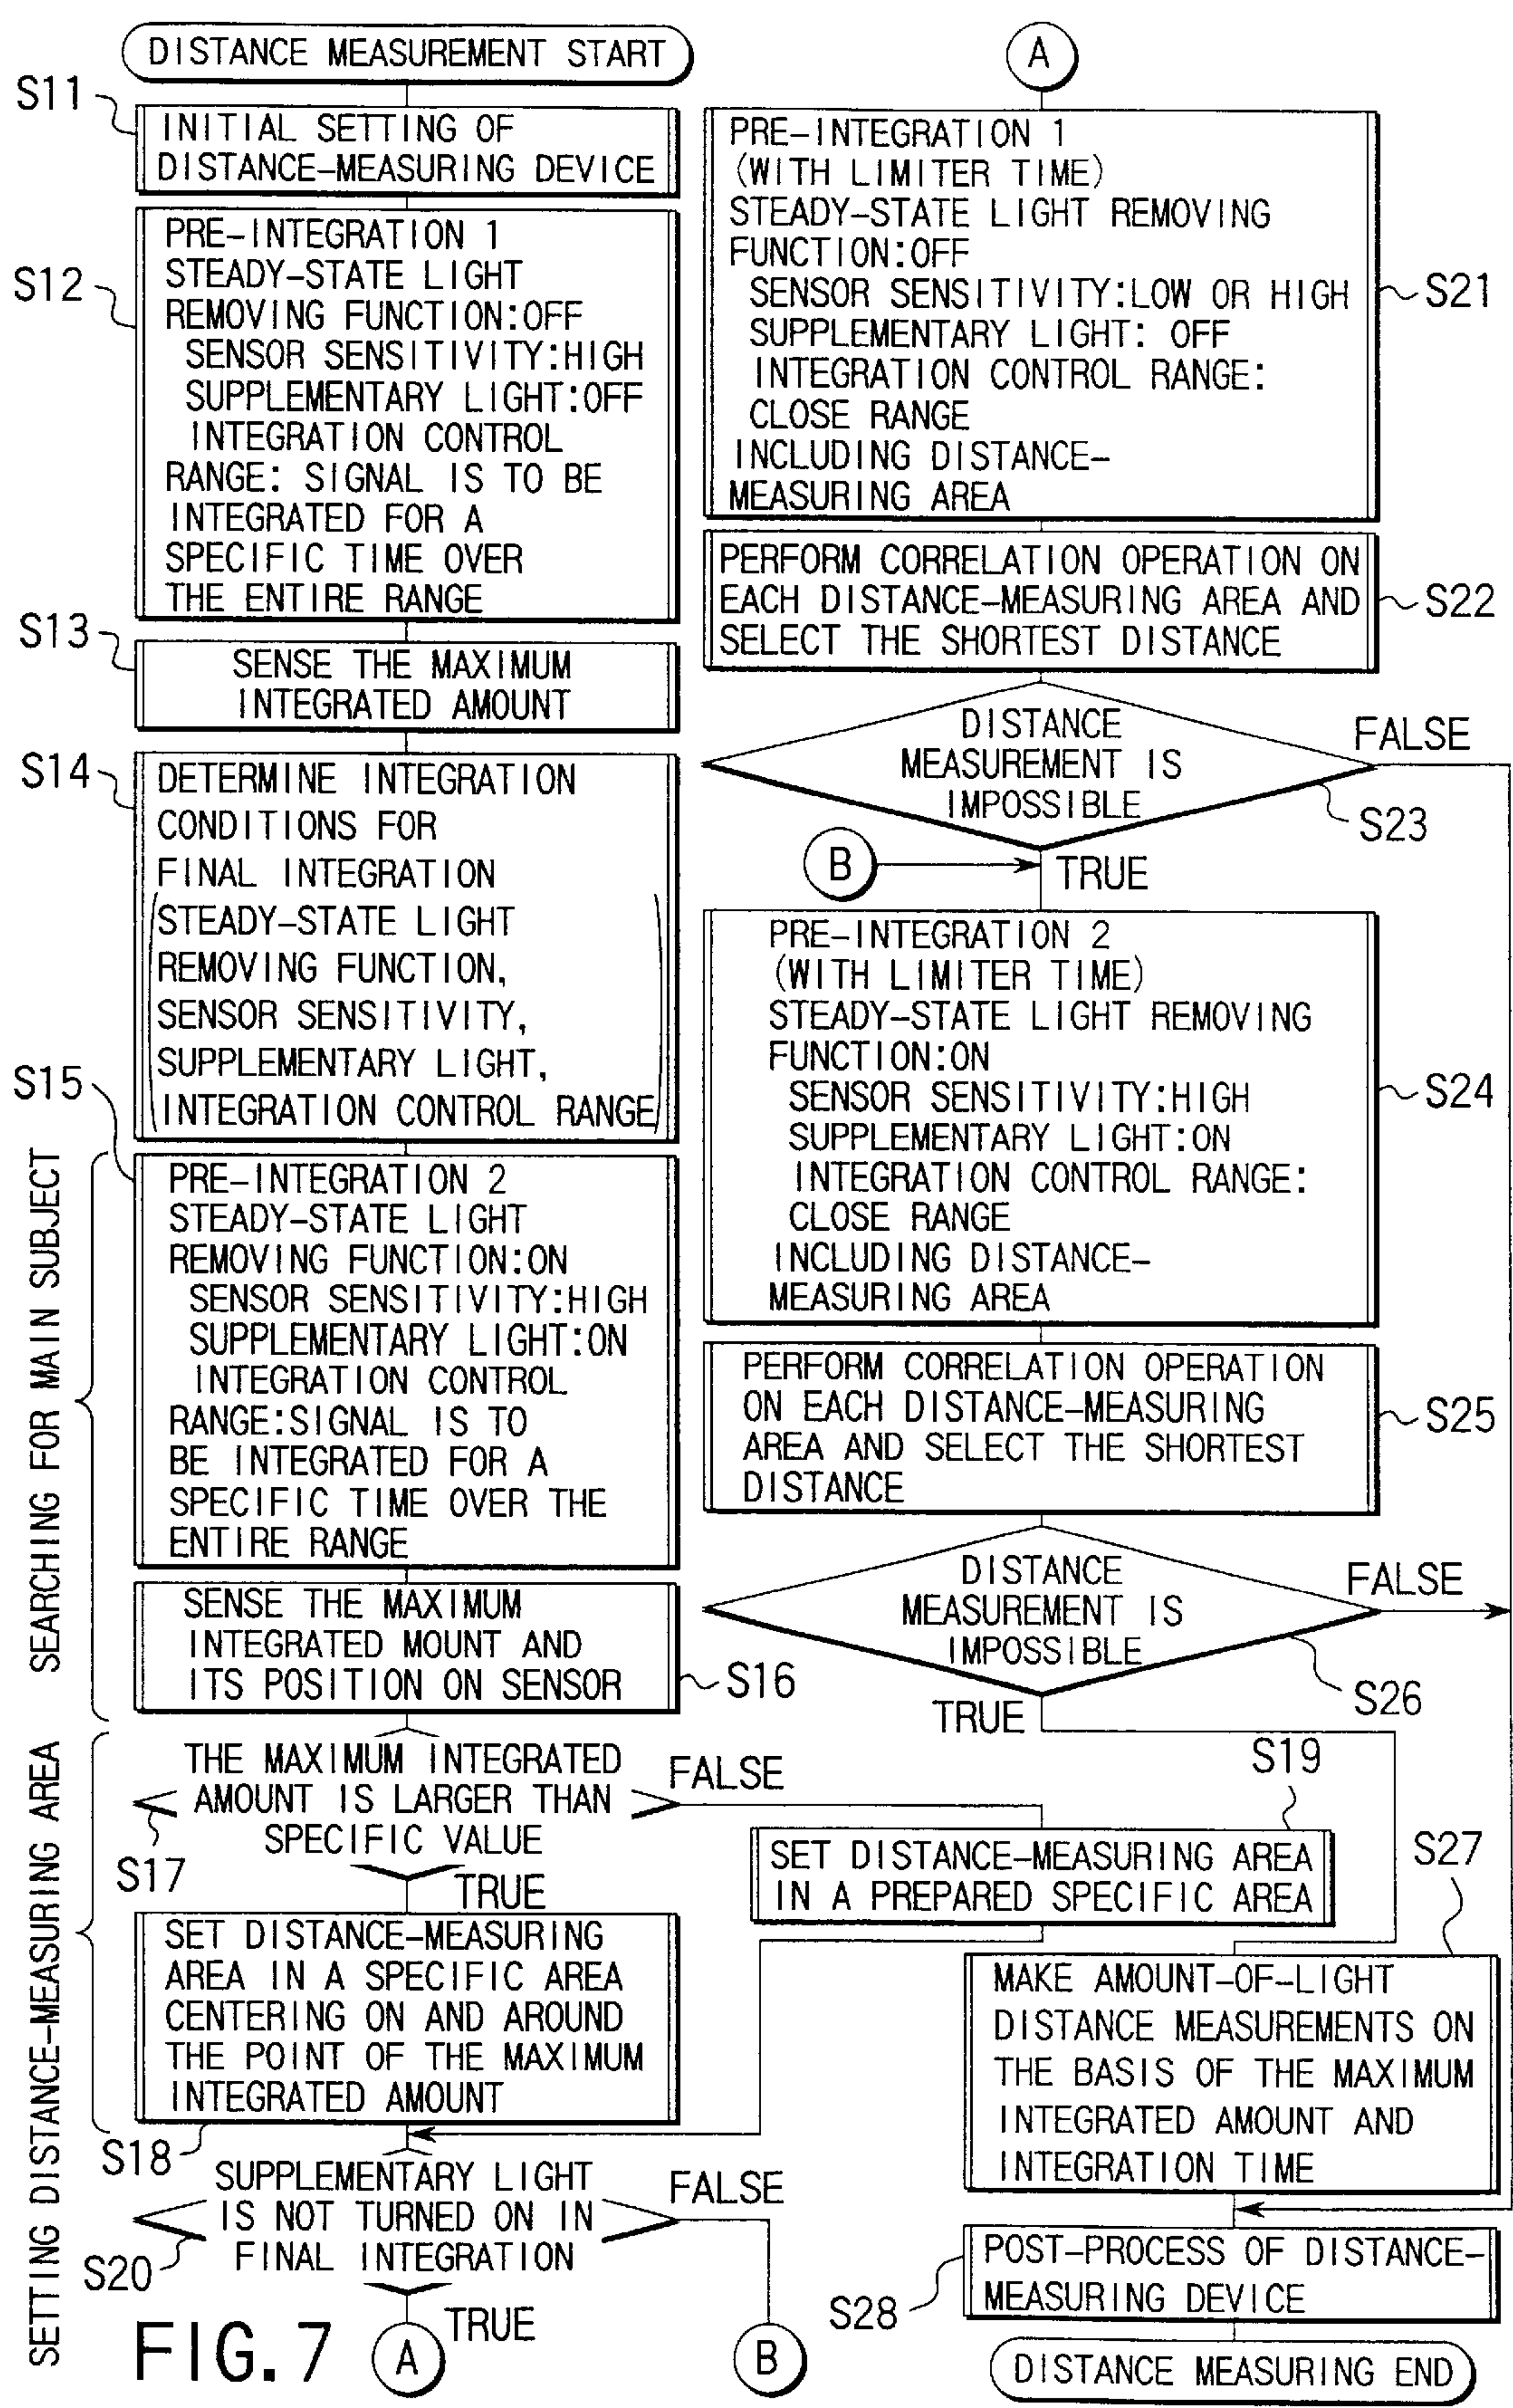 DISTANCE MEASUREMENT START
S11
INITIAL SETTING OF
DISTANCE-MEASURING DEVICE
S12
PRE-INTEGRATION 1
STEADY-STATE LIGHT
REMOVING FUNCTION:OFF
SENSOR SENSITIVITY:HIGH
SUPPLEMENTARY LIGHT:OFF
INTEGRATION CONTROL
RANGE: SIGNAL IS TO BE
INTEGRATED FOR A
SPECIFIC TIME OVER
THE ENTIRE RANGE
S13
SENSE THE MAXIMUM
INTEGRATED AMOUNT
S14
DETERMINE INTEGRATION
CONDITIONS FOR
FINAL INTEGRATION
(STEADY-STATE LIGHT
REMOVING FUNCTION,
SENSOR SENSITIVITY,
SUPPLEMENTARY LIGHT,
INTEGRATION CONTROL RANGE)
SEARCHING FOR MAIN SUBJECT
S15
PRE-INTEGRATION 2
STEADY-STATE LIGHT
REMOVING FUNCTION:ON
SENSOR SENSITIVITY:HIGH
SUPPLEMENTARY LIGHT:ON
INTEGRATION CONTROL
RANGE:SIGNAL IS TO
BE INTEGRATED FOR A
SPECIFIC TIME OVER THE
ENTIRE RANGE
SENSE THE MAXIMUM
INTEGRATED MOUNT AND
ITS POSITION ON SENSOR
S16
SETTING DISTANCE-MEASURING AREA
THE MAXIMUM INTEGRATED
AMOUNT IS LARGER THAN
SPECIFIC VALUE
FALSE
S17
TRUE
SET DISTANCE-MEASURING
AREA IN A SPECIFIC AREA
CENTERING ON AND AROUND
THE POINT OF THE MAXIMUM
INTEGRATED AMOUNT
S18
S19
SET DISTANCE-MEASURING AREA
IN A PREPARED SPECIFIC AREA
SUPPLEMENTARY LIGHT
IS NOT TURNED ON IN
FINAL INTEGRATION
FALSE
S20
TRUE
A
B
A
PRE-INTEGRATION 1
(WITH LIMITER TIME)
STEADY-STATE LIGHT REMOVING
FUNCTION:OFF
SENSOR SENSITIVITY:LOW OR HIGH
SUPPLEMENTARY LIGHT: OFF
INTEGRATION CONTROL RANGE:
CLOSE RANGE
INCLUDING DISTANCE-
MEASURING AREA
S21
PERFORM CORRELATION OPERATION ON
EACH DISTANCE-MEASURING AREA AND
SELECT THE SHORTEST DISTANCE
S22
DISTANCE
MEASUREMENT IS
IMPOSSIBLE
FALSE
S23
B
TRUE
PRE-INTEGRATION 2
(WITH LIMITER TIME)
STEADY-STATE LIGHT REMOVING
FUNCTION:ON
SENSOR SENSITIVITY:HIGH
SUPPLEMENTARY LIGHT:ON
INTEGRATION CONTROL RANGE:
CLOSE RANGE
INCLUDING DISTANCE-
MEASURING AREA
S24
PERFORM CORRELATION OPERATION
ON EACH DISTANCE-MEASURING
AREA AND SELECT THE SHORTEST
DISTANCE
S25
DISTANCE
MEASUREMENT IS
IMPOSSIBLE
FALSE
S26
TRUE
S27
MAKE AMOUNT-OF-LIGHT
DISTANCE MEASUREMENTS ON
THE BASIS OF THE MAXIMUM
INTEGRATED AMOUNT AND
INTEGRATION TIME
POST-PROCESS OF DISTANCE-
MEASURING DEVICE
S28
DISTANCE MEASURING END
FIG. 7